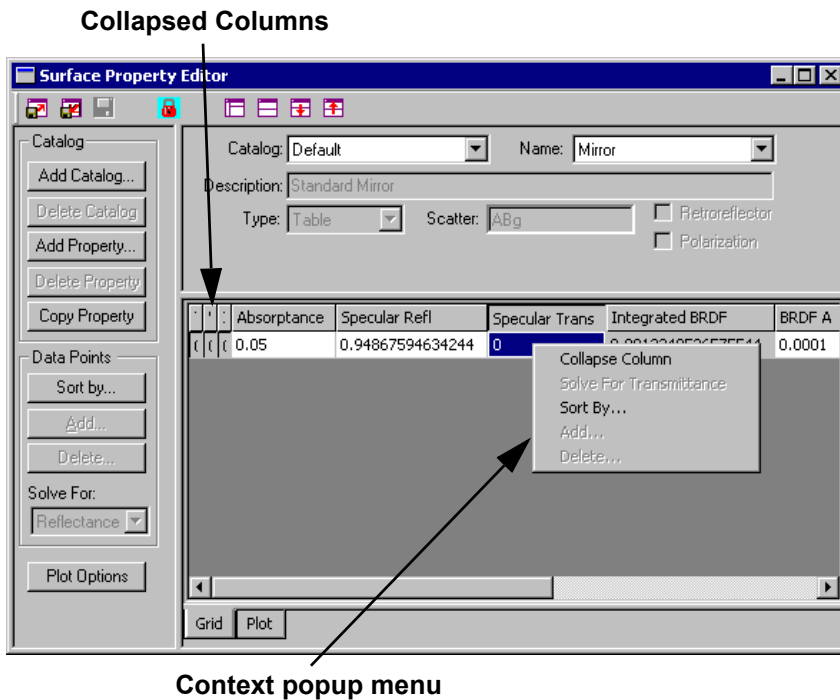 Collapsed Columns
Surface Property Editor
Catalog
Add Catalog...
Delete Catalog
Add Property...
Delete Property
Copy Property
Data Points
Sort by...
Add...
Delete...
Solve For:
Reflectance
Plot Options
Catalog: Default Name: Mirror
Description: Standard Mirror
Type: Table Scatter: ABg Retroreflector
Polarization
Absorptance Specular Refl Specular Trans Integrated BRDF BRDF A
0.05 0.94867594634244 0 0.0001
Collapse Column
Solve For Transmittance
Sort By...
Add...
Delete...
Grid Plot
Context popup menu